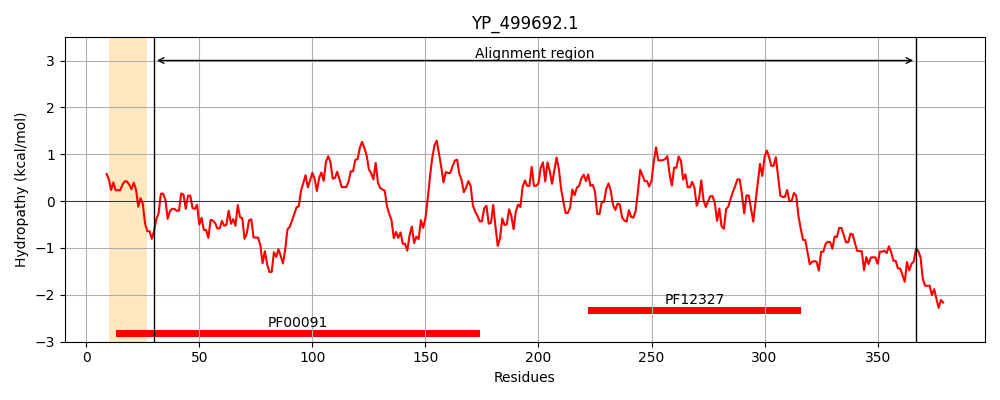 YP_499692.1
Alignment region
3
2
1
0
−1
−2
−3
Hydropathy (kcal/mol)
PF12327
PF00091
0
50
100
150
200
250
300
350
Residues